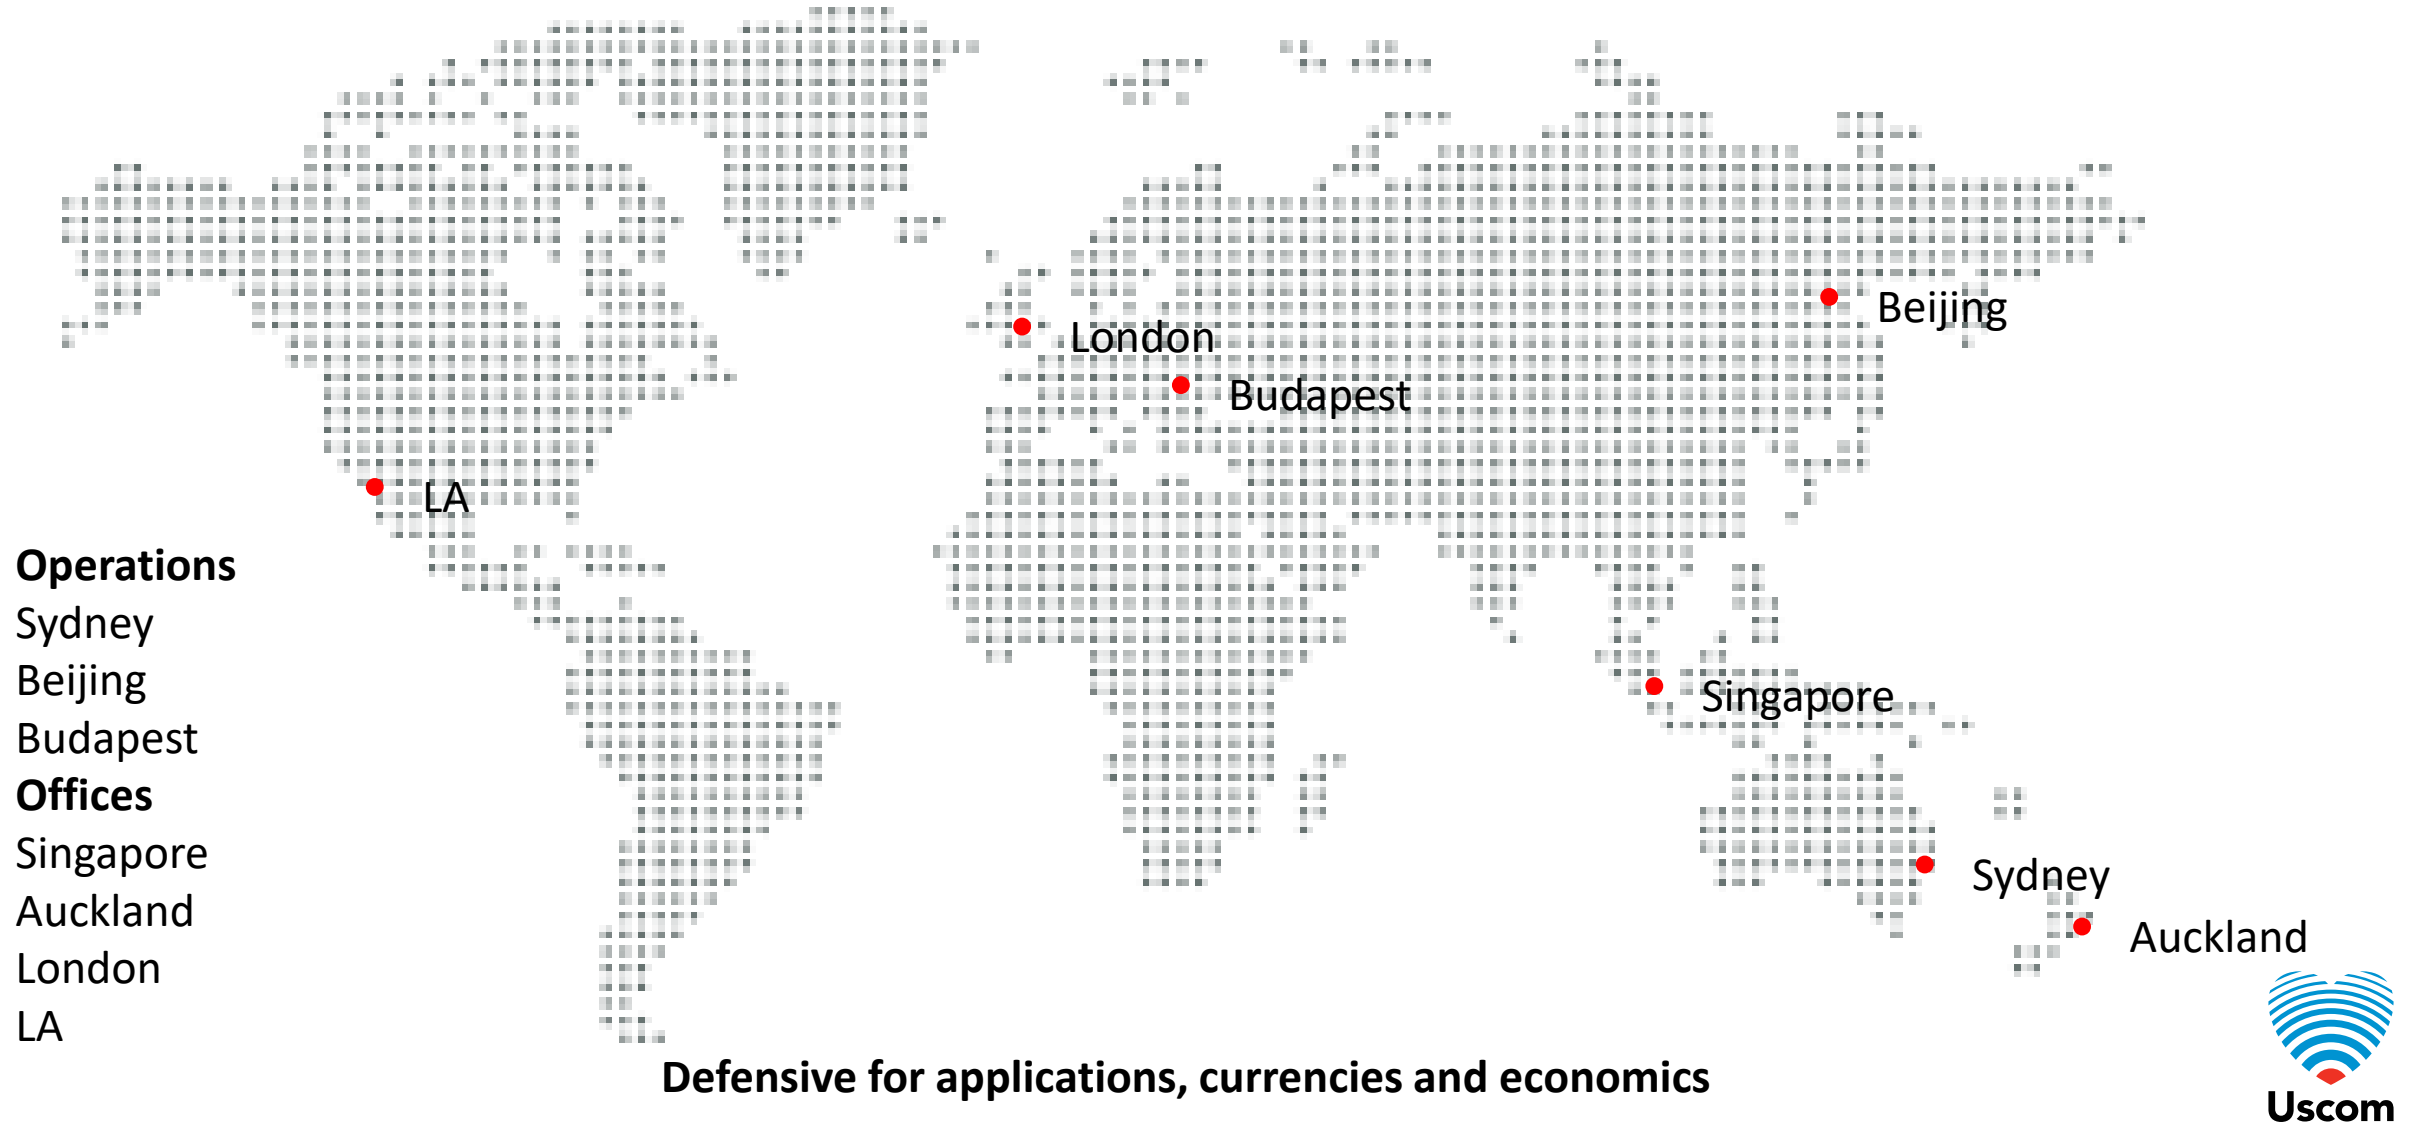 Beijing
London
Budapest
LA
Operations
Sydney
Beijing
Budapest
Offices
Singapore
Auckland
London
LA
Singapore
Sydney
Auckland
Defensive for applications, currencies and economics
Uscom